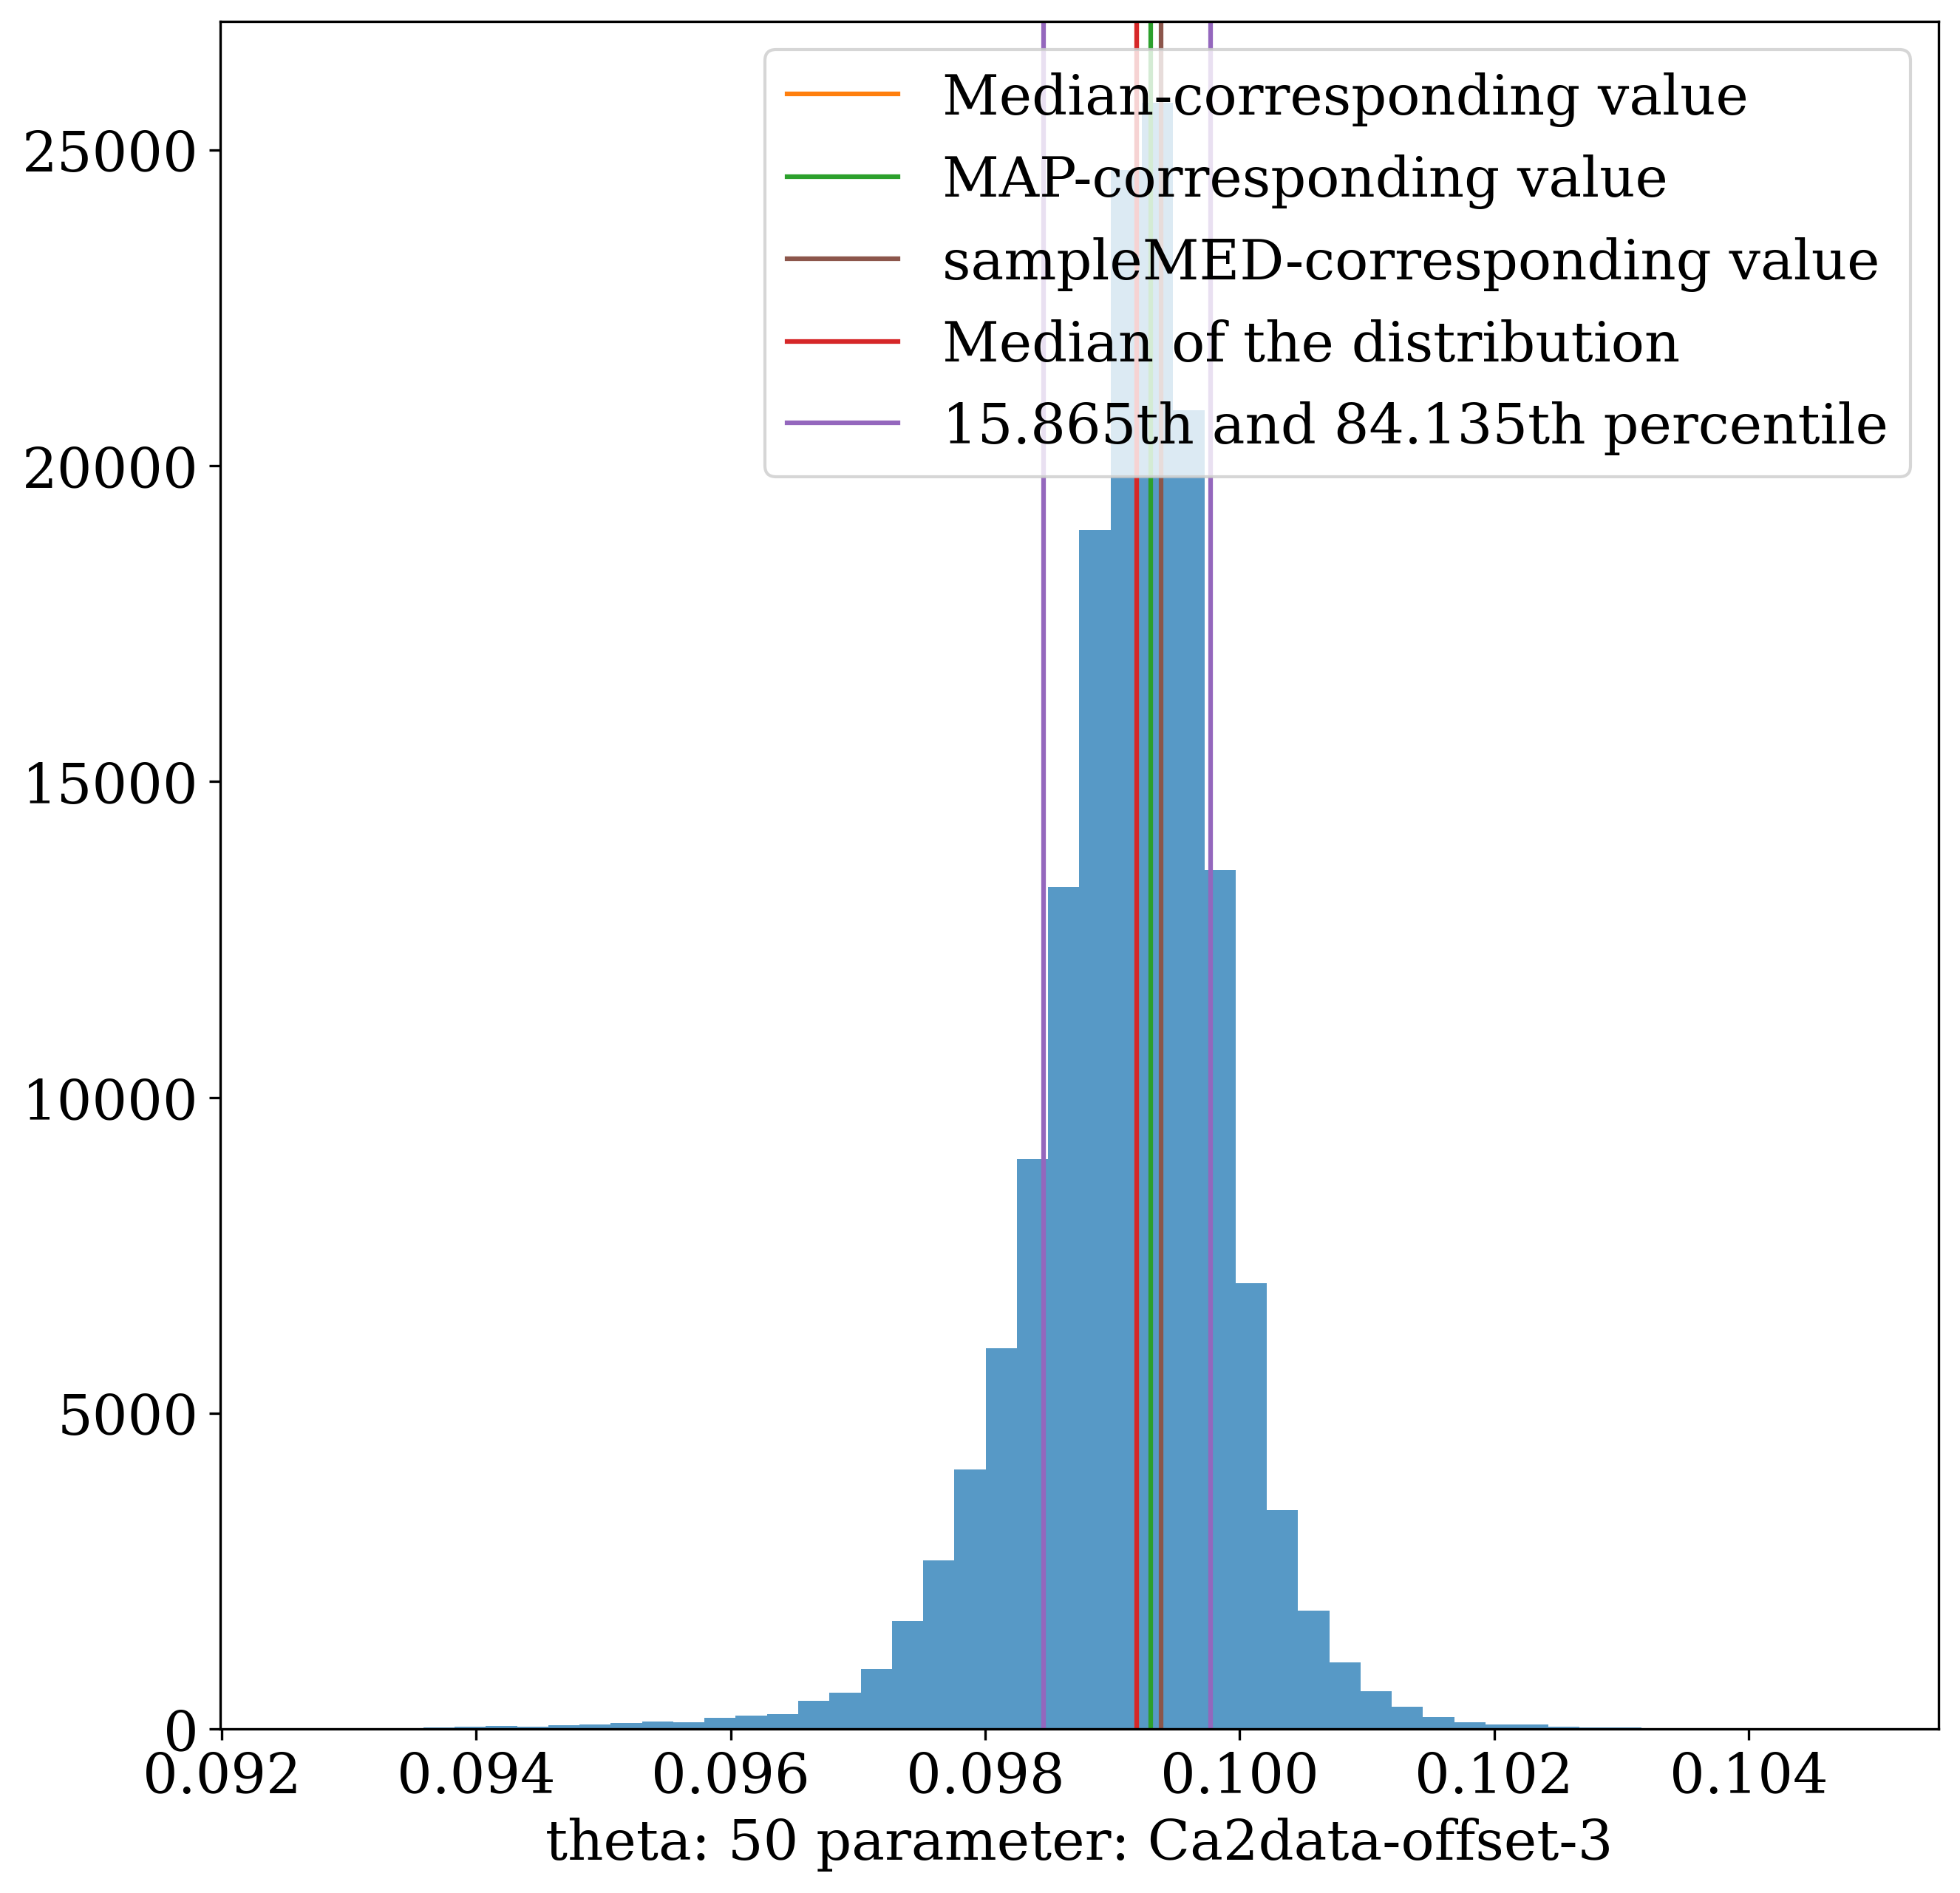 Median-corresponding value
MAP-corresponding value
sampleMED-corresponding value
Median of the distribution
15.865th and 84.135th percentile
25000
20000
15000
10000
5000
0
0.092 0.094 0.096 0.098 0.100 0.102 0.104
theta: 50 parameter: Ca2data-offset-3